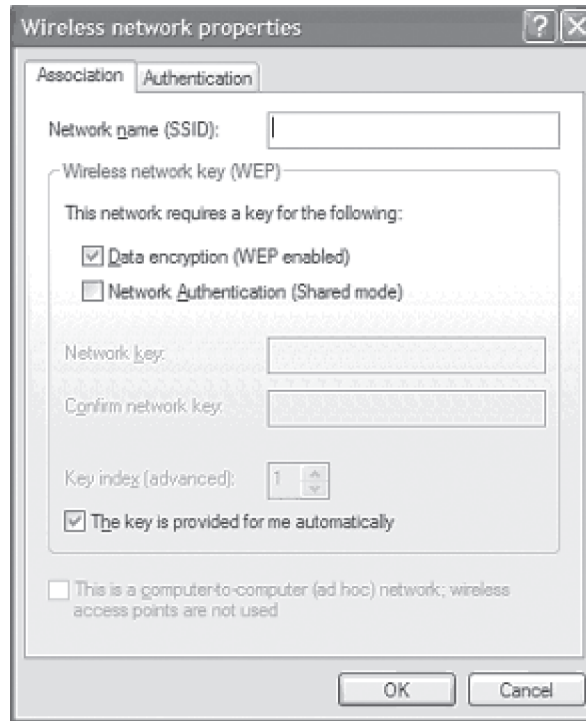 Wireless network properties
Association Authentication
Network name (SSID):
Wireless network key (WEP)
This network requires a key for the following:
Data encryption (WEP enabled)
Network Authentication (Shared mode)
Network key:
Confirm network key:
Key index (advanced): 1
The key is provided for me automatically
This is a computer-to-computer (ad hoc) network; wireless
access points are not used
OK Cancel